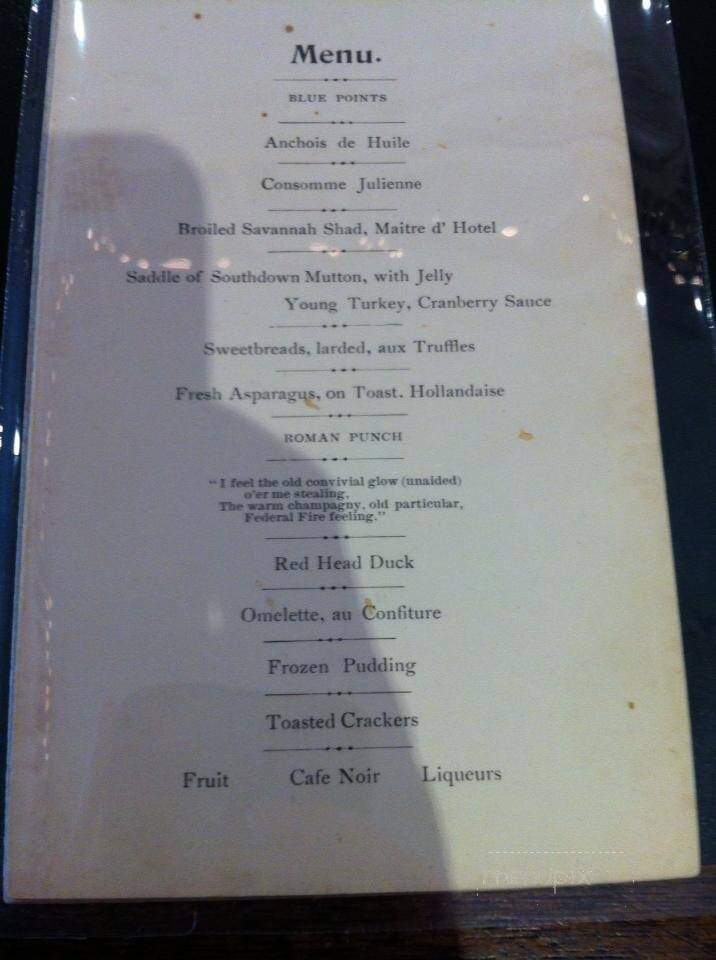 Menu.
BLUE POINTS
Anchois de Huile
Consomme Julienne
Broiled Savannah Shad, Maitre d' Hotel
Saddle of Southdown Mutton, with Jelly
Young Turkey, Cranberry Sauce
Sweetbreads, larded, aux Truffles
Fresh Asparagus, on Toast. Hollandaise
ROMAN PUNCH
"I feel the old convivial glow (unaided)
o'er me stealing,
The warm champagny, old particular,
Federal Fire feeling."
Red Head Duck
Omelette, au Confiture
Frozen Pudding
Toasted Crackers
Fruit Cafe Noir Liqueurs
menupix